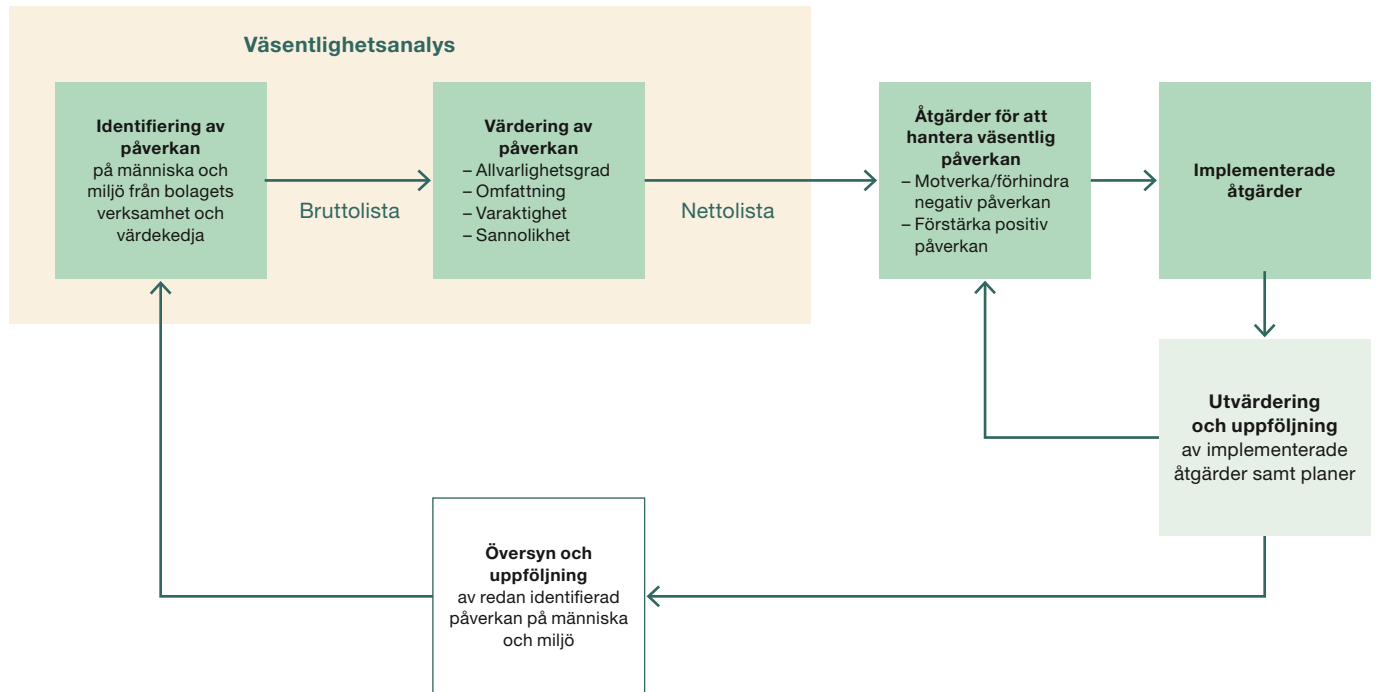 Väsentlighetsanalys
Identifiering av
påverkan
på människa och
miljö från bolagets
verksamhet och
värdekedja
Bruttolista
Värdering av
påverkan
– Allvarlighetsgrad
– Omfattning
– Varaktighet
– Sannolikhet
Nettolista
Åtgärder för att
hantera väsentlig
påverkan
– Motverka/förhindra
negativ påverkan
– Förstärka positiv
påverkan
Implementerade
åtgärder
Utvärdering
och uppföljning
av implementerade
åtgärder samt planer
Översyn och
uppföljning
av redan identifierad
påverkan på människa
och miljö